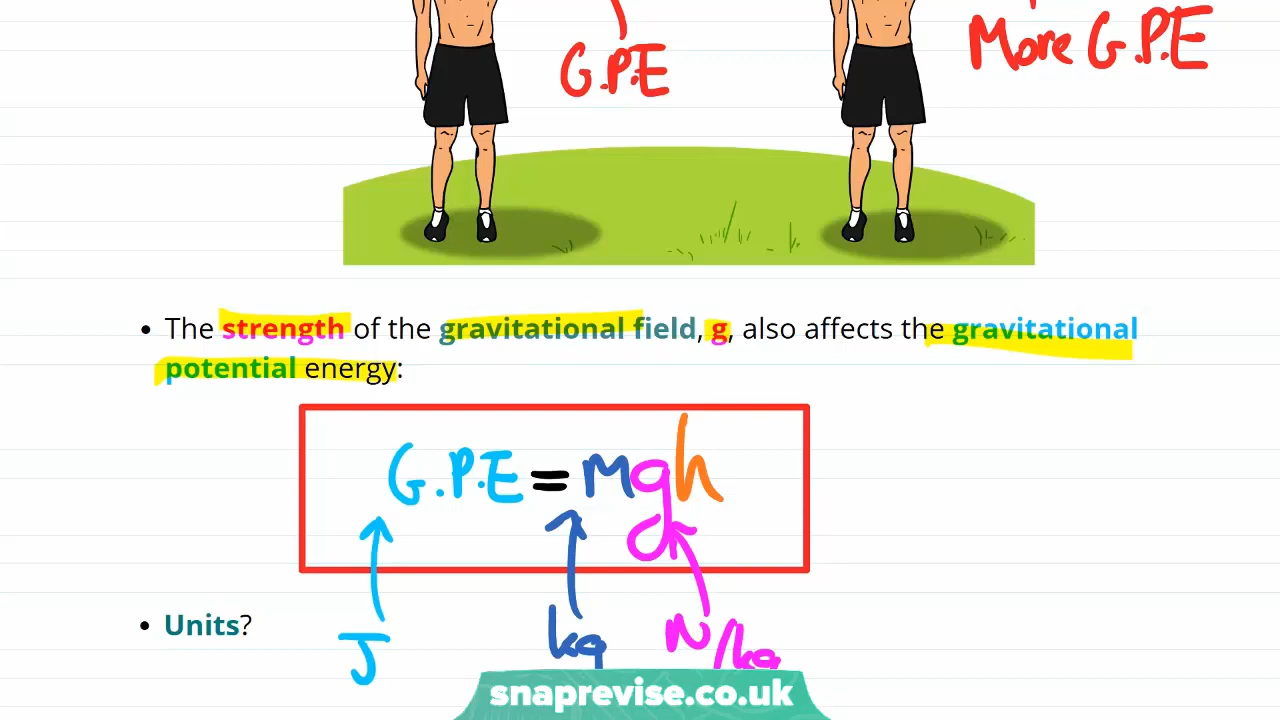 G.P.E
More G.P.E
• The strength of the gravitational field, g, also affects the gravitational
potential energy:
G.P.E = mgh
• Units?
J kg N/kg
snaprevise.co.uk